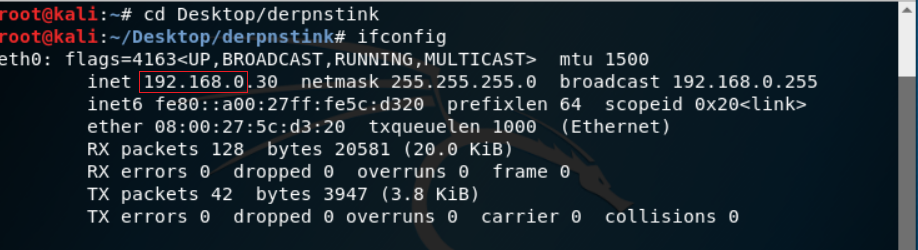 root@kali:~# cd Desktop/derpnstink
root@kali:~/Desktop/derpnstink# ifconfig
eth0: flags=4163<UP,BROADCAST,RUNNING,MULTICAST>  mtu 1500
        inet 192.168.0.30  netmask 255.255.255.0  broadcast 192.168.0.255
        inet6 fe80::a00:27ff:fe5c:d320  prefixlen 64  scopeid 0x20<link>
        ether 08:00:27:5c:d3:20  txqueuelen 1000  (Ethernet)
        RX packets 128  bytes 20581 (20.0 KiB)
        RX errors 0  dropped 0  overruns 0  frame 0
        TX packets 42  bytes 3947 (3.8 KiB)
        TX errors 0  dropped 0 overruns 0  carrier 0  collisions 0